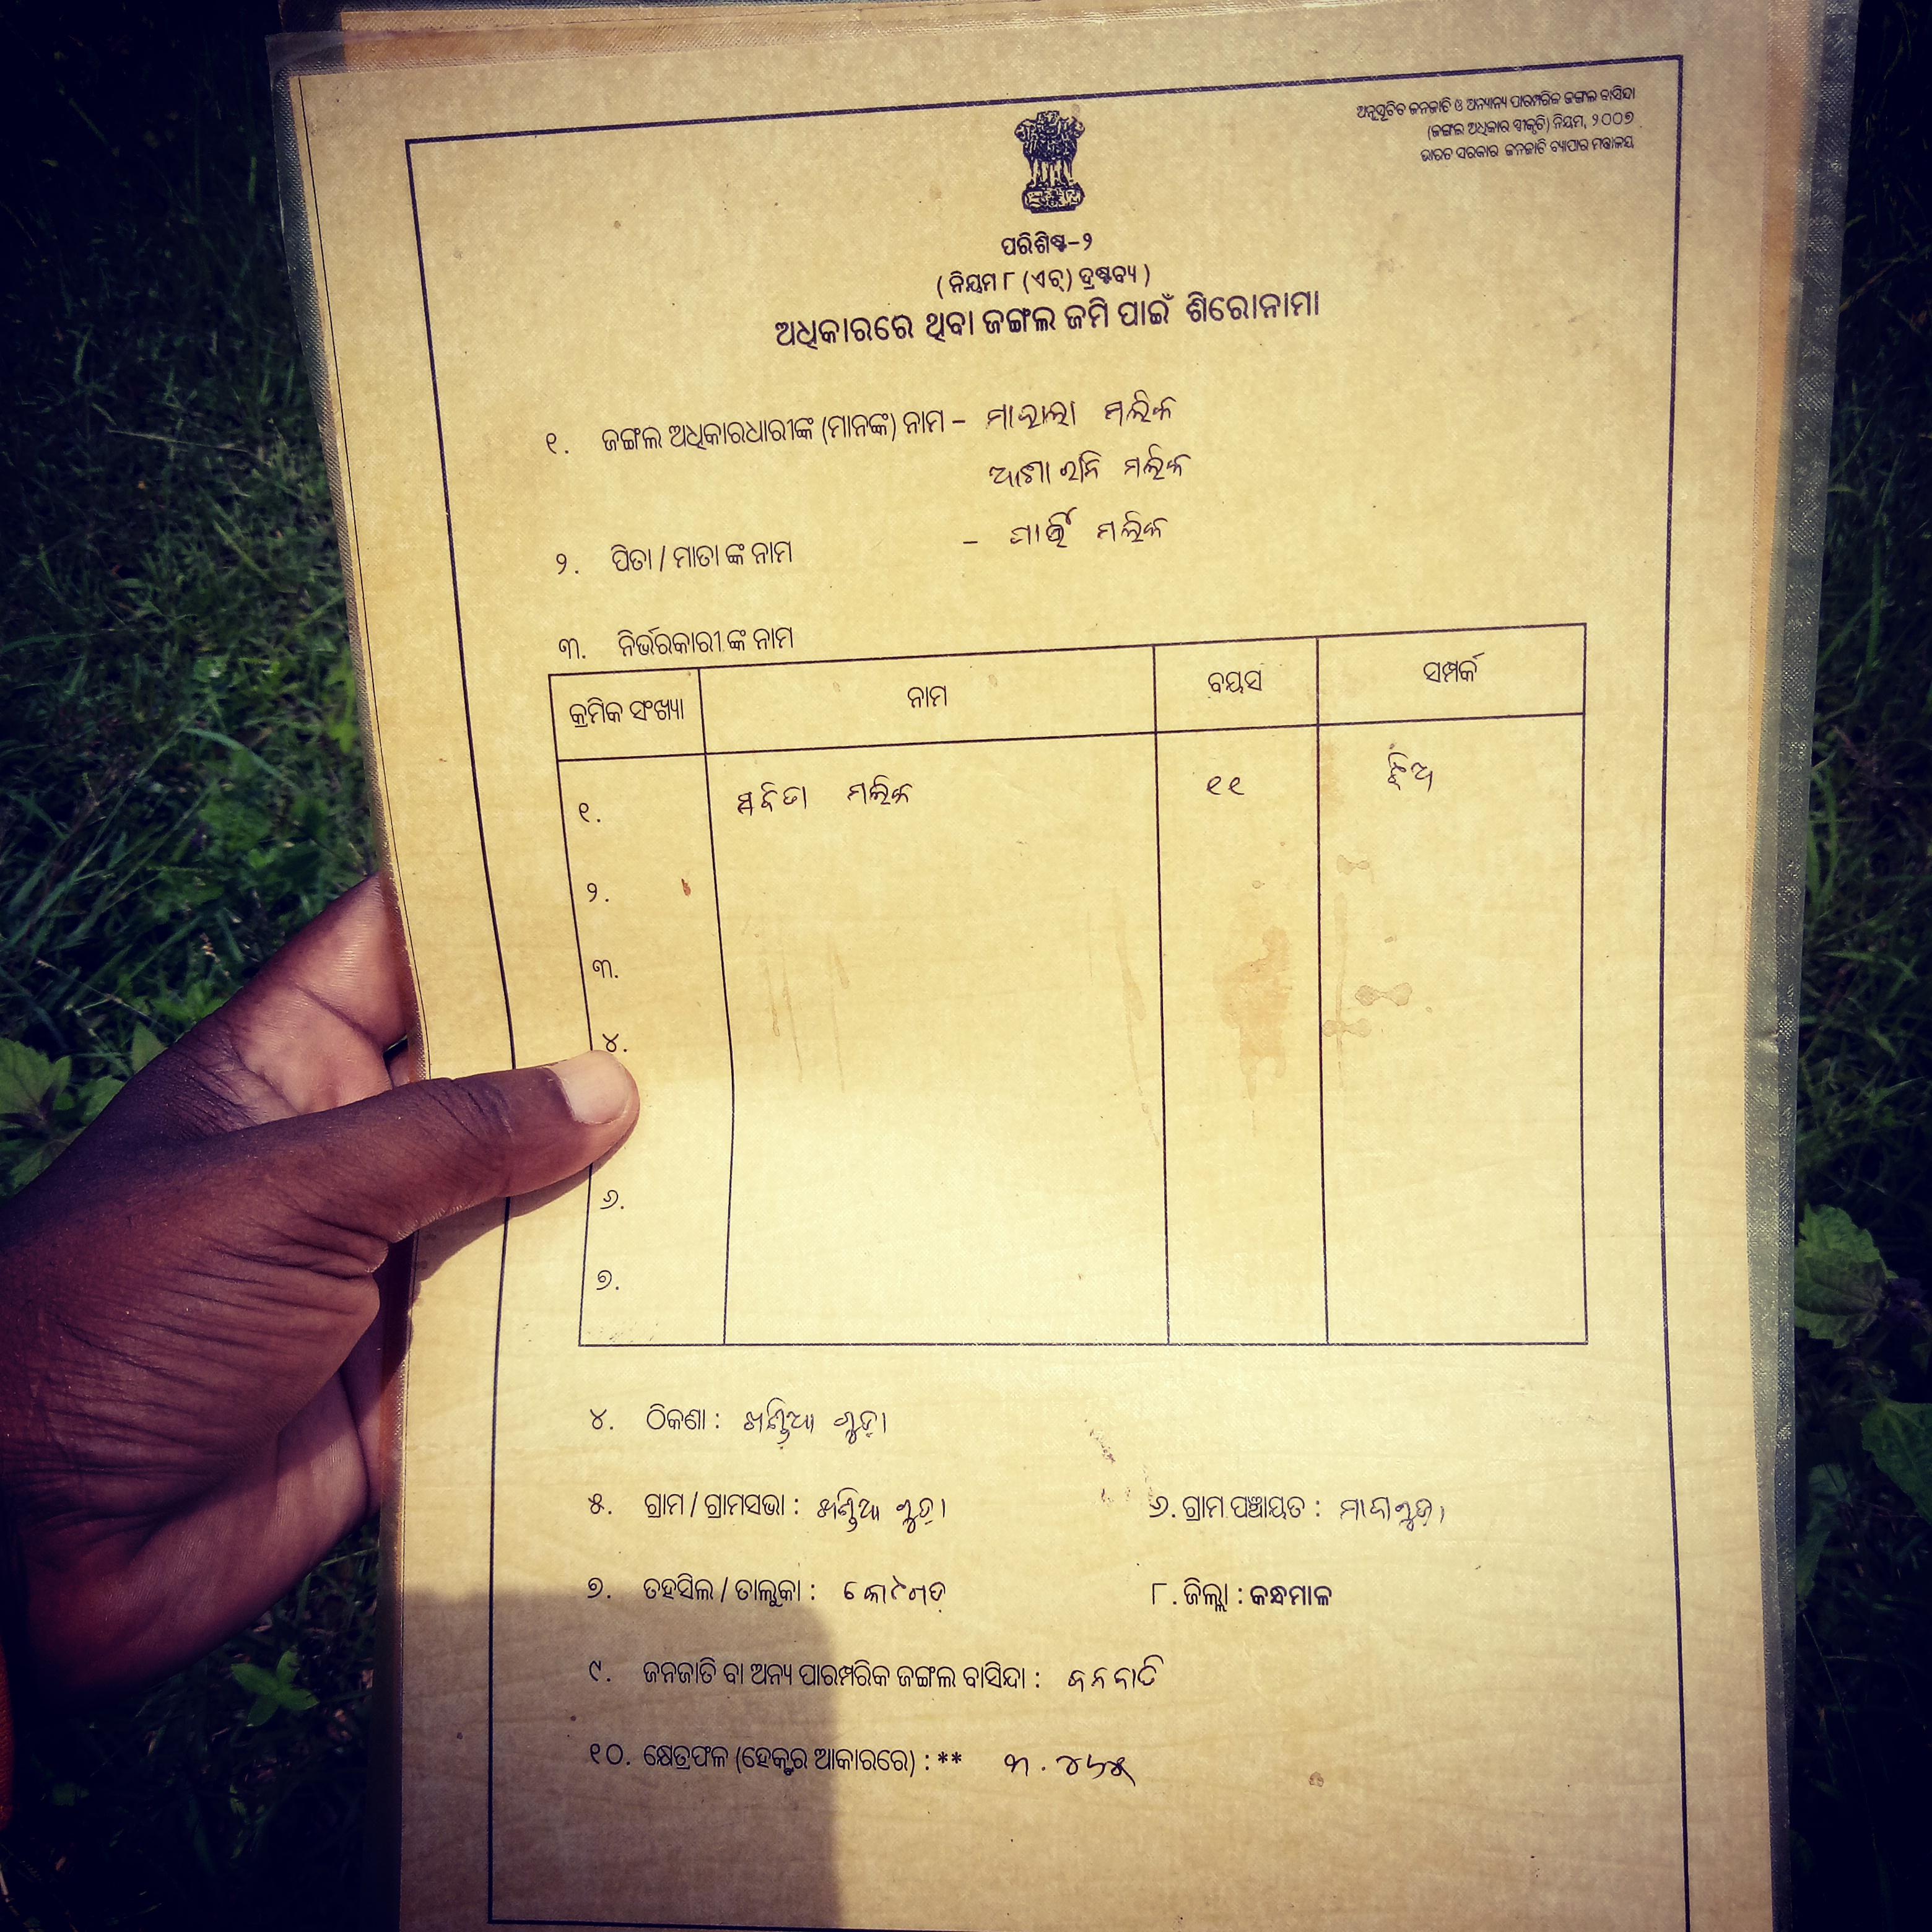 ଅନୁସୂଚିତ ଜନଜାତି ଓ ଅନ୍ୟାନ୍ୟ ପାରମ୍ପରିକ ଜଙ୍ଗଲ ବାସିନ୍ଦା
(ଜଙ୍ଗଲ ଅଧିକାର ସ୍ୱୀକୃତି) ନିୟମ, ୨୦୦୭
ଭାରତ ସରକାର ଜନଜାତି ବ୍ୟାପାର ମନ୍ତ୍ରାଳୟ
ପରିଶିଷ୍ଟ-୨
( ନିୟମ ୮ (ଏଚ୍) ଦ୍ରଷ୍ଟବ୍ୟ )
ଅଧିକାରରେ ଥିବା ଜଙ୍ଗଲ ଜମି ପାଇଁ ଶିରୋନାମା
୧. ଜଙ୍ଗଲ ଅଧିକାରଧାରୀଙ୍କ (ମାନଙ୍କ) ନାମ – ମଲିକ
ମଲିକ
୨. ପିତା / ମାତା ଙ୍କ ନାମ – ମଲିକ
୩. ନିର୍ଭରକାରୀ ଙ୍କ ନାମ
କ୍ରମିକ ସଂଖ୍ୟା ନାମ ବୟସ ସମ୍ପର୍କ
୧. ମଲିକ ୧୧ ଝିଅ
୨.
୩.
୪.
୬.
୭.
୪. ଠିକଣା :
୫. ଗ୍ରାମ / ଗ୍ରାମସଭା : ୬. ଗ୍ରାମ ପଞ୍ଚାୟତ :
୭. ତହସିଲ / ତାଲୁକା : ୮. ଜିଲ୍ଲା : କନ୍ଧମାଳ
୯. ଜନଜାତି ବା ଅନ୍ୟ ପାରମ୍ପରିକ ଜଙ୍ଗଲ ବାସିନ୍ଦା : ଜନଜାତି
୧୦. କ୍ଷେତ୍ରଫଳ (ହେକ୍ଟର ଆକାରରେ) : **